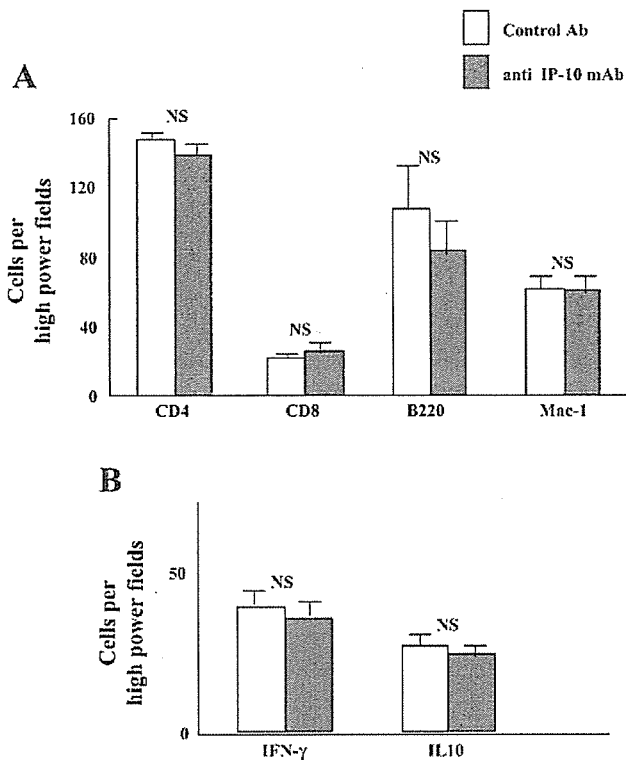 Control Ab
anti IP-10 mAb
A
Cells per
high power fields
160
120
80
40
0
NS
NS
NS
NS
CD4
CD8
B220
Mac-1
B
Cells per
high power fields
50
0
NS
NS
IFN-γ
IL10